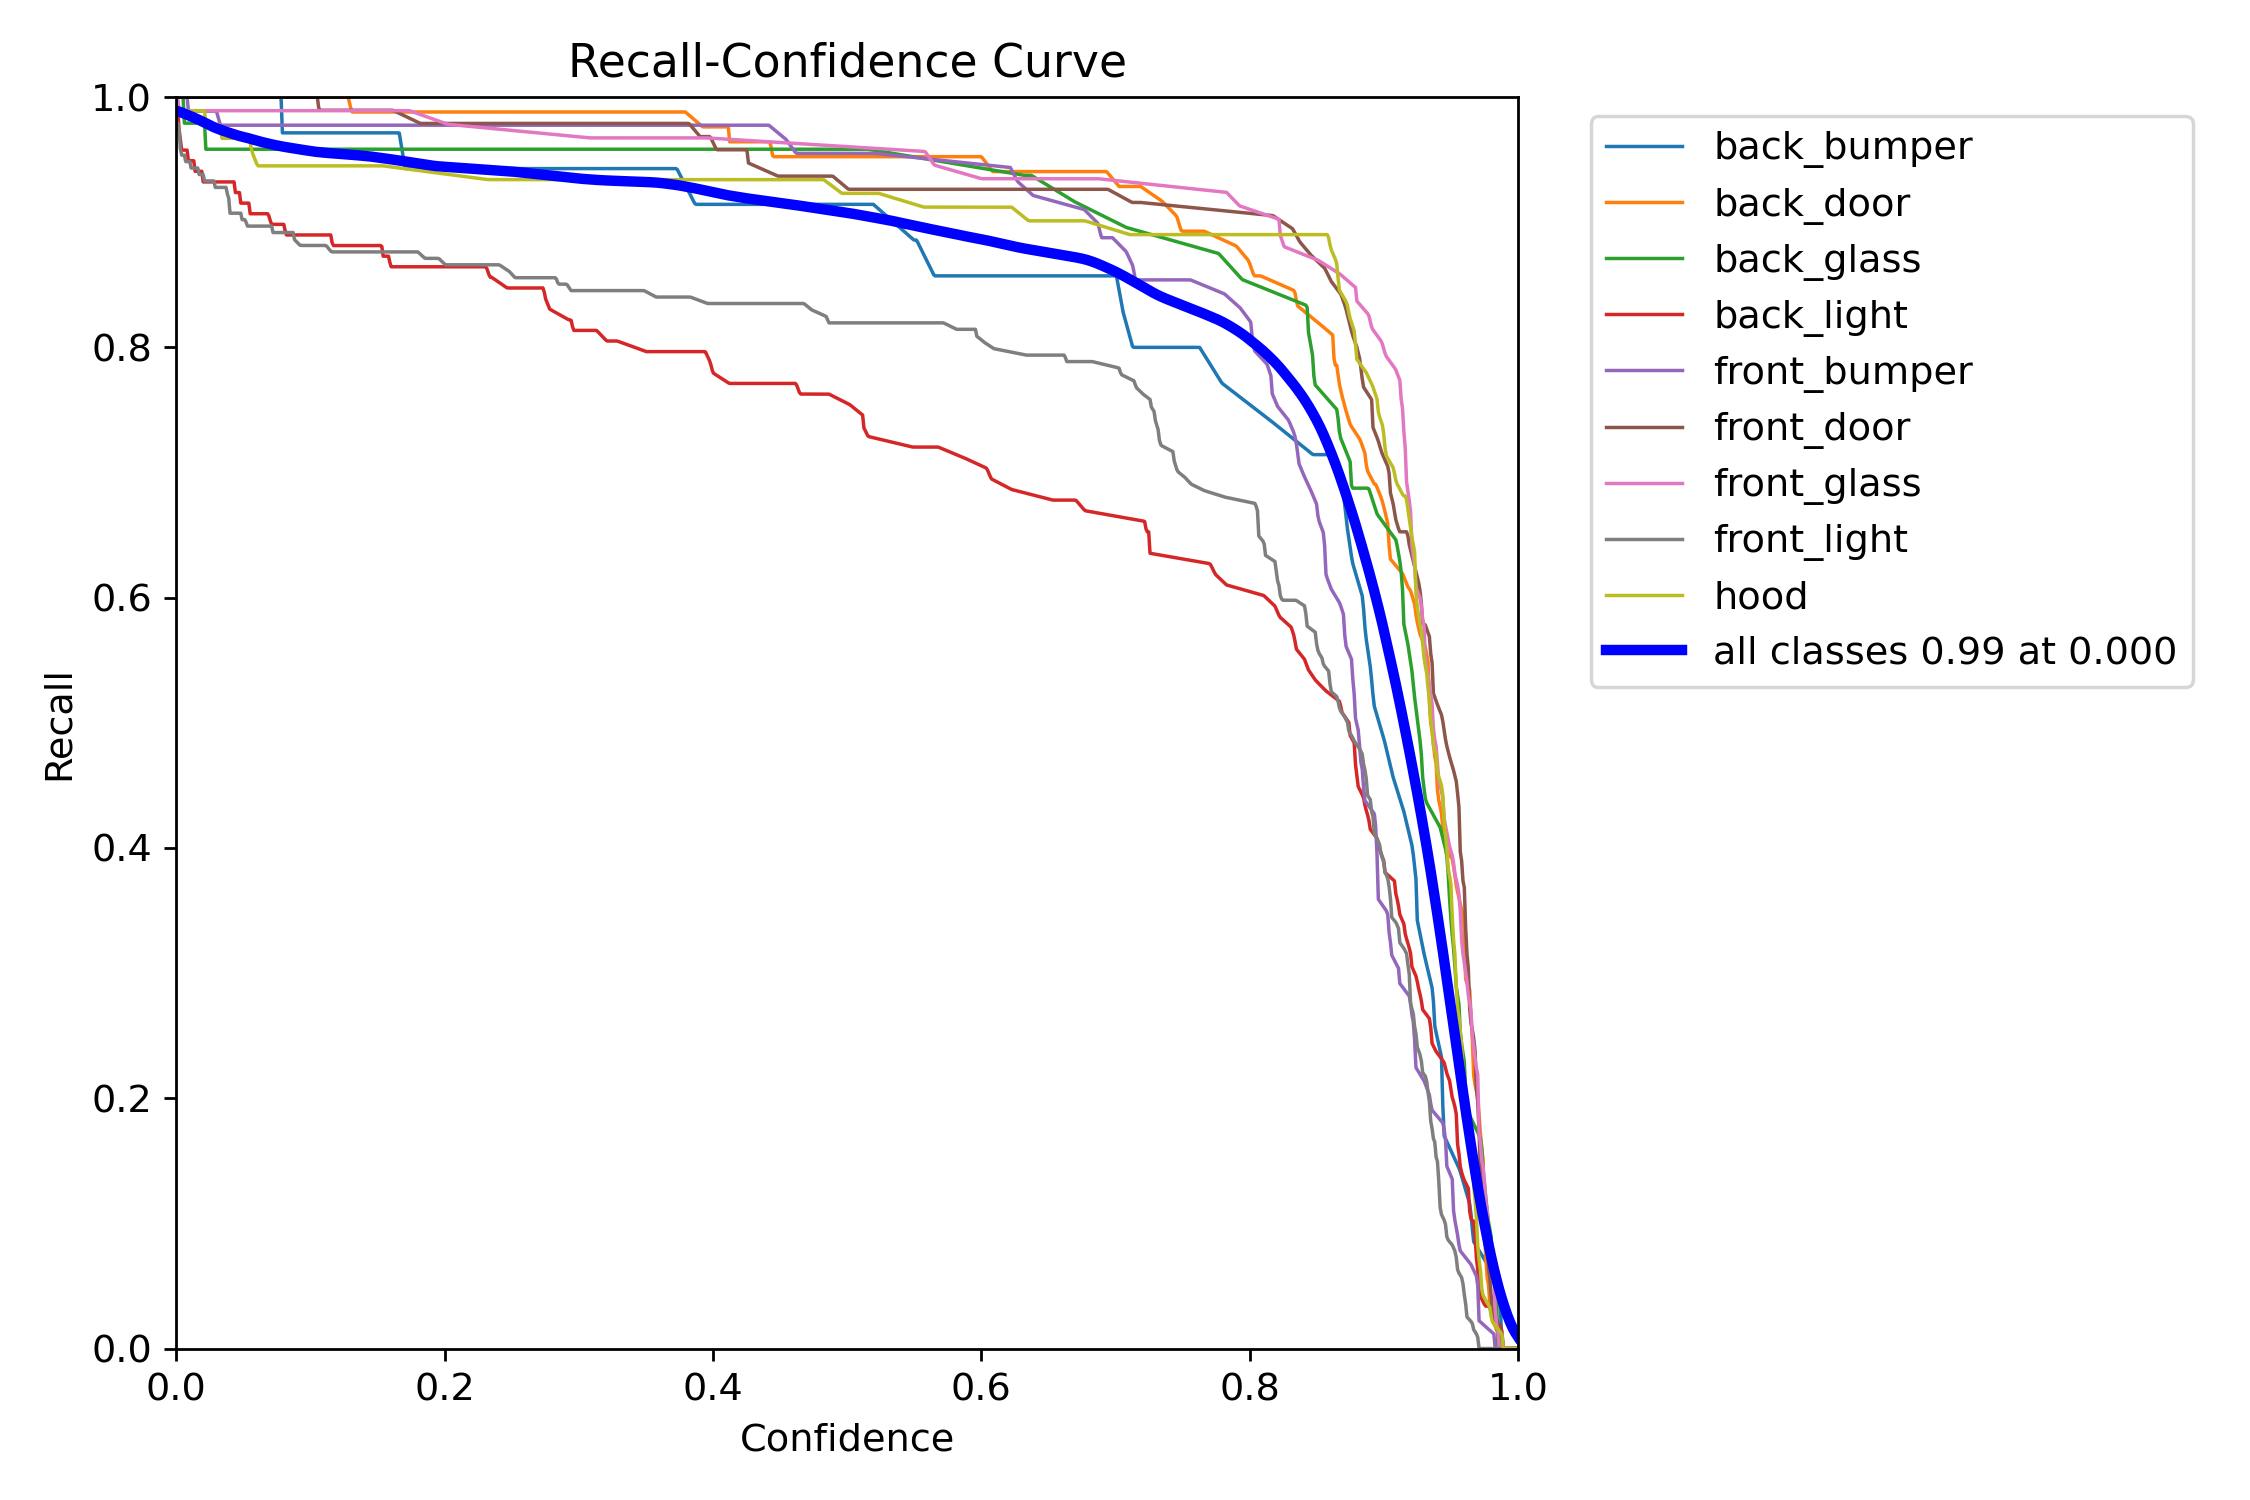 Recall-Confidence Curve
1.0
0.8
0.6
0.4
0.2
0.0
Recall
0.0 0.2 0.4 0.6 0.8 1.0
Confidence
back_bumper
back_door
back_glass
back_light
front_bumper
front_door
front_glass
front_light
hood
all classes 0.99 at 0.000